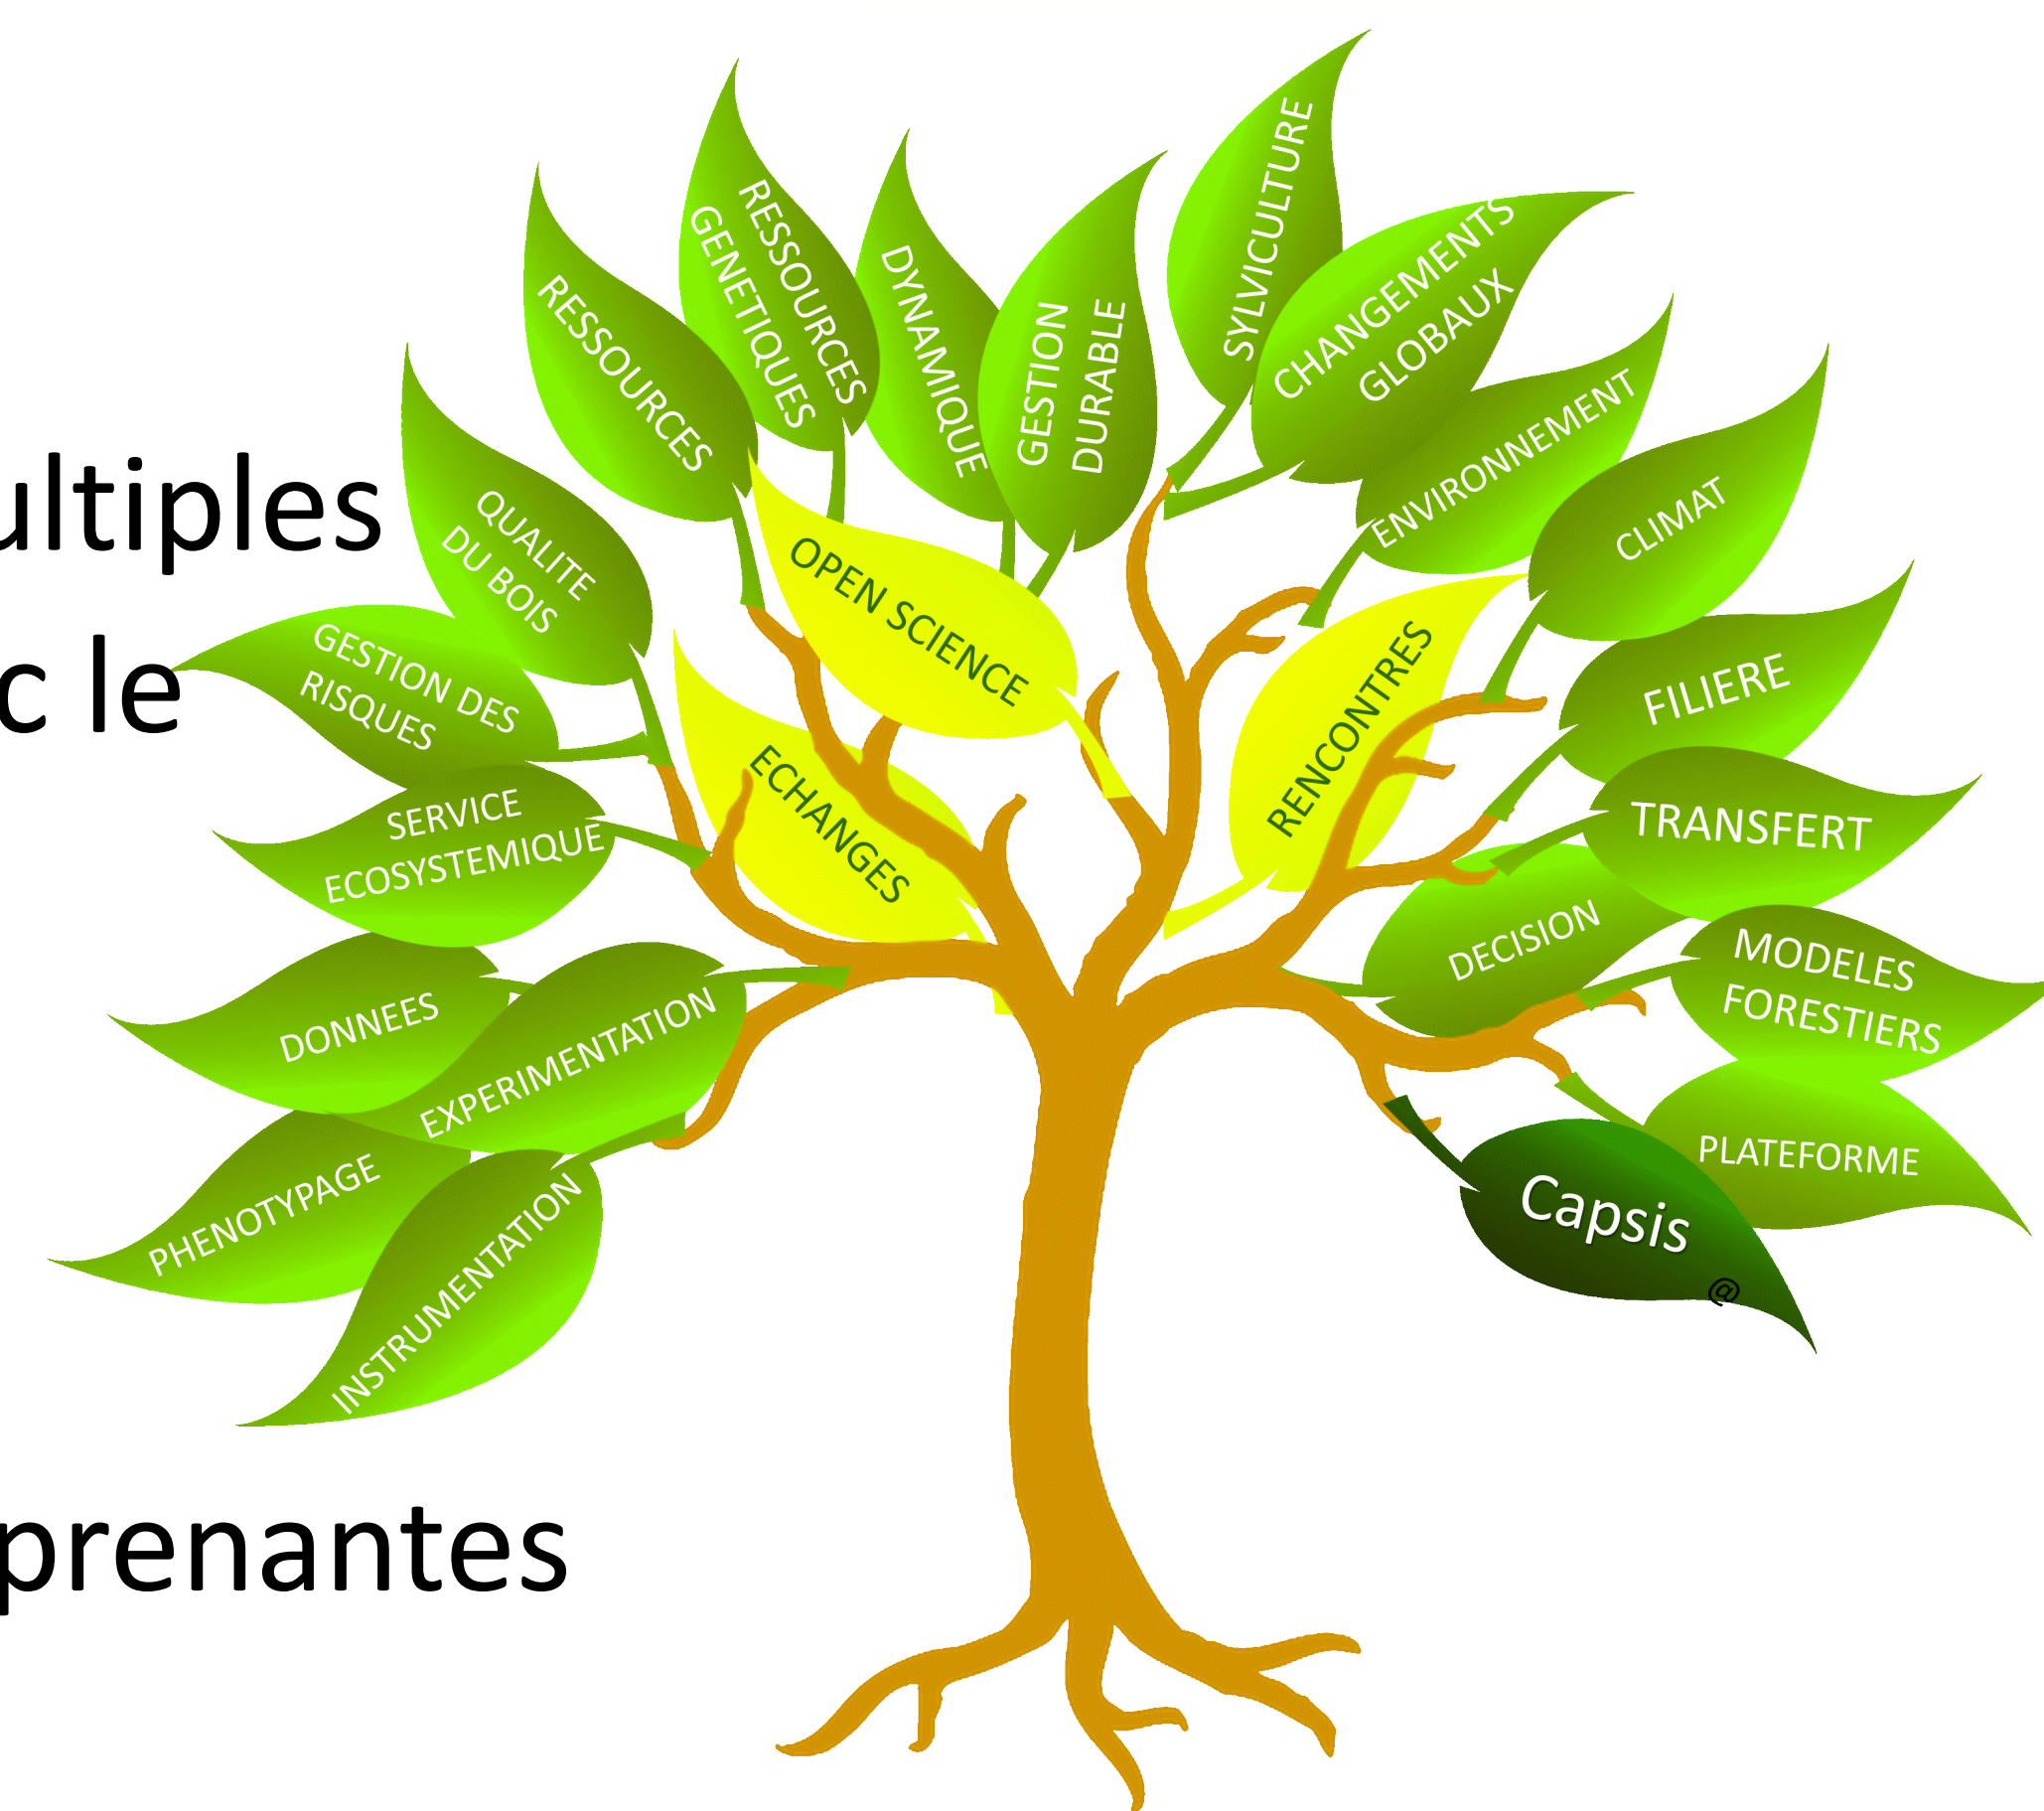 ultiples
c le
prenantes
SYLVICULTURE
RESSOURCES
GENETIQUES
DYNAMIQUE
GESTION
DURABLE
CHANGEMENTS
GLOBAUX
RESSOURCES
ENVIRONNEMENT
CLIMAT
QUALITE
DU BOIS
OPEN SCIENCE
RENCONTRES
GESTION DES
RISQUES
FILIERE
ECHANGES
TRANSFERT
SERVICE
ECOSYSTEMIQUE
DECISION
MODELES
FORESTIERS
DONNEES
EXPERIMENTATION
PLATEFORME
PHENOTYPAGE
Capsis
@
INSTRUMENTATION